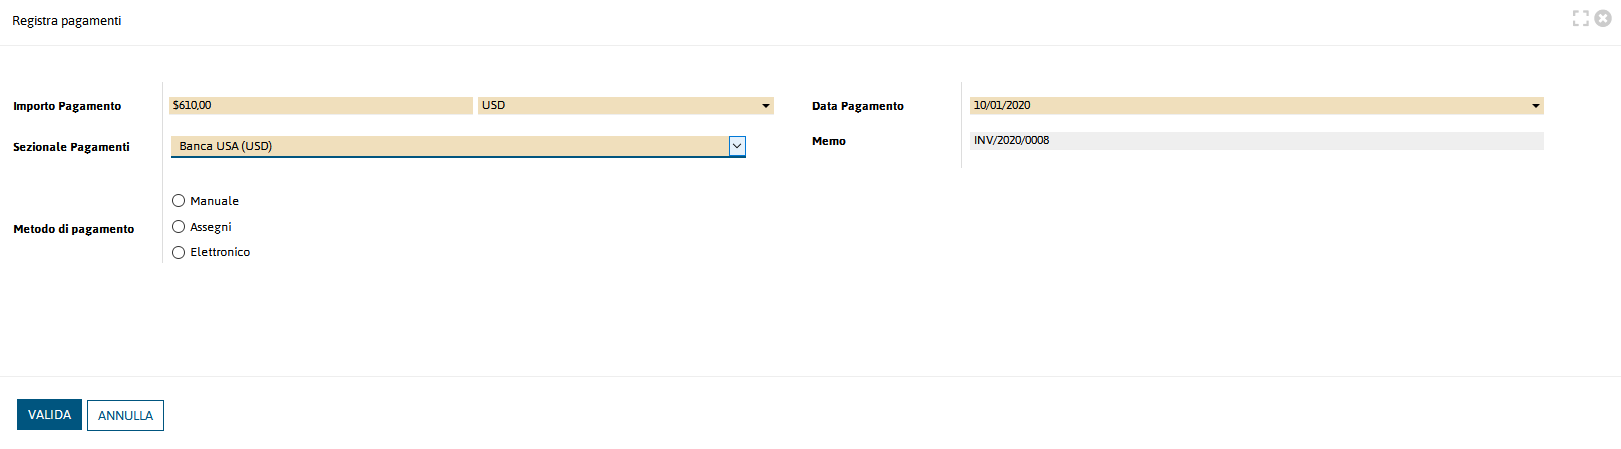 Registra pagamenti
Importo Pagamento $610,00 USD
Sezionale Pagamenti Banca USA (USD)
Data Pagamento 10/01/2020
Memo INV/2020/0008
Metodo di pagamento
Manuale
Assegni
Elettronico
VALIDA ANNULLA